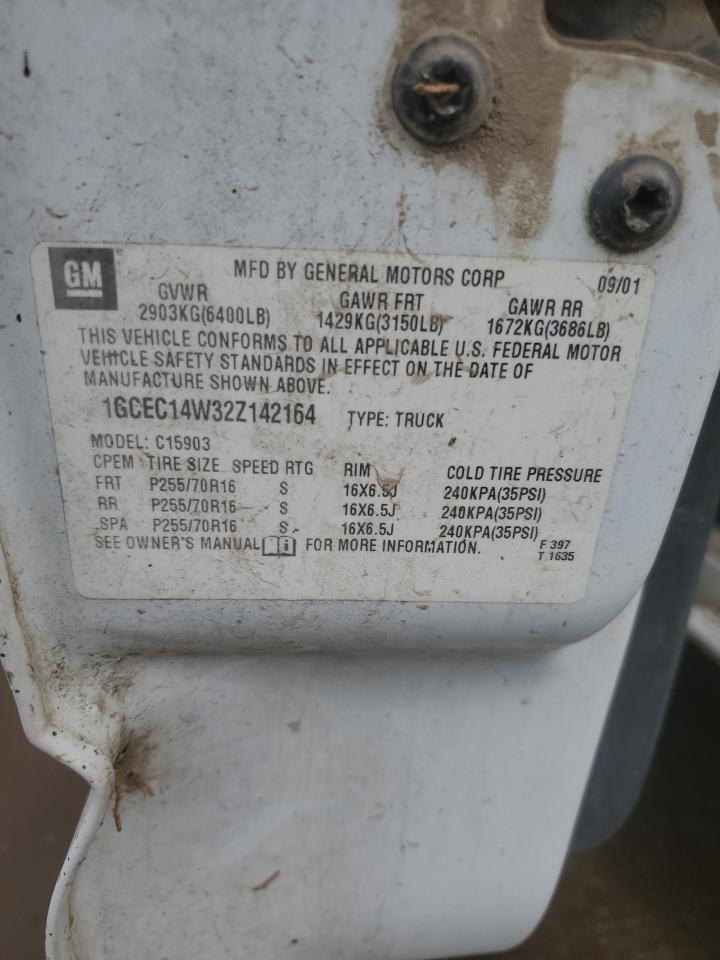 GM
MFD BY GENERAL MOTORS CORP 09/01
GVWR GAWR FRT GAWR RR
2903KG(6400LB) 1429KG(3150LB) 1672KG(3686LB)
THIS VEHICLE CONFORMS TO ALL APPLICABLE U.S. FEDERAL MOTOR
VEHICLE SAFETY STANDARDS IN EFFECT ON THE DATE OF
MANUFACTURE SHOWN ABOVE.
1GCEC14W32Z142164 TYPE: TRUCK
MODEL: C15903
CPEM TIRE SIZE SPEED RTG RIM COLD TIRE PRESSURE
FRT P255/70R16 S 16X6.5J 240KPA(35PSI)
RR P255/70R16 S 16X6.5J 240KPA(35PSI)
SPA P255/70R16 S 16X6.5J 240KPA(35PSI)
SEE OWNER'S MANUAL i FOR MORE INFORMATION.
F 397
T 1635